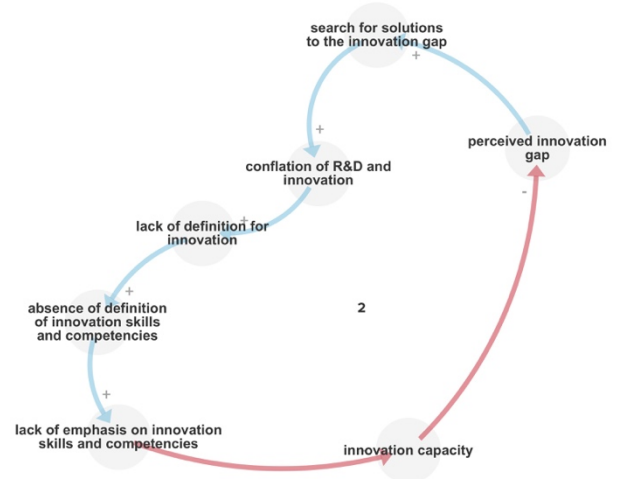 search for solutions
to the innovation gap
+
perceived innovation
gap
+
conflation of R&D and
innovation
-
+
lack of definition for
innovation
+
absence of definition
of innovation skills
and competencies
2
+
lack of emphasis on innovation
skills and competencies
innovation capacity